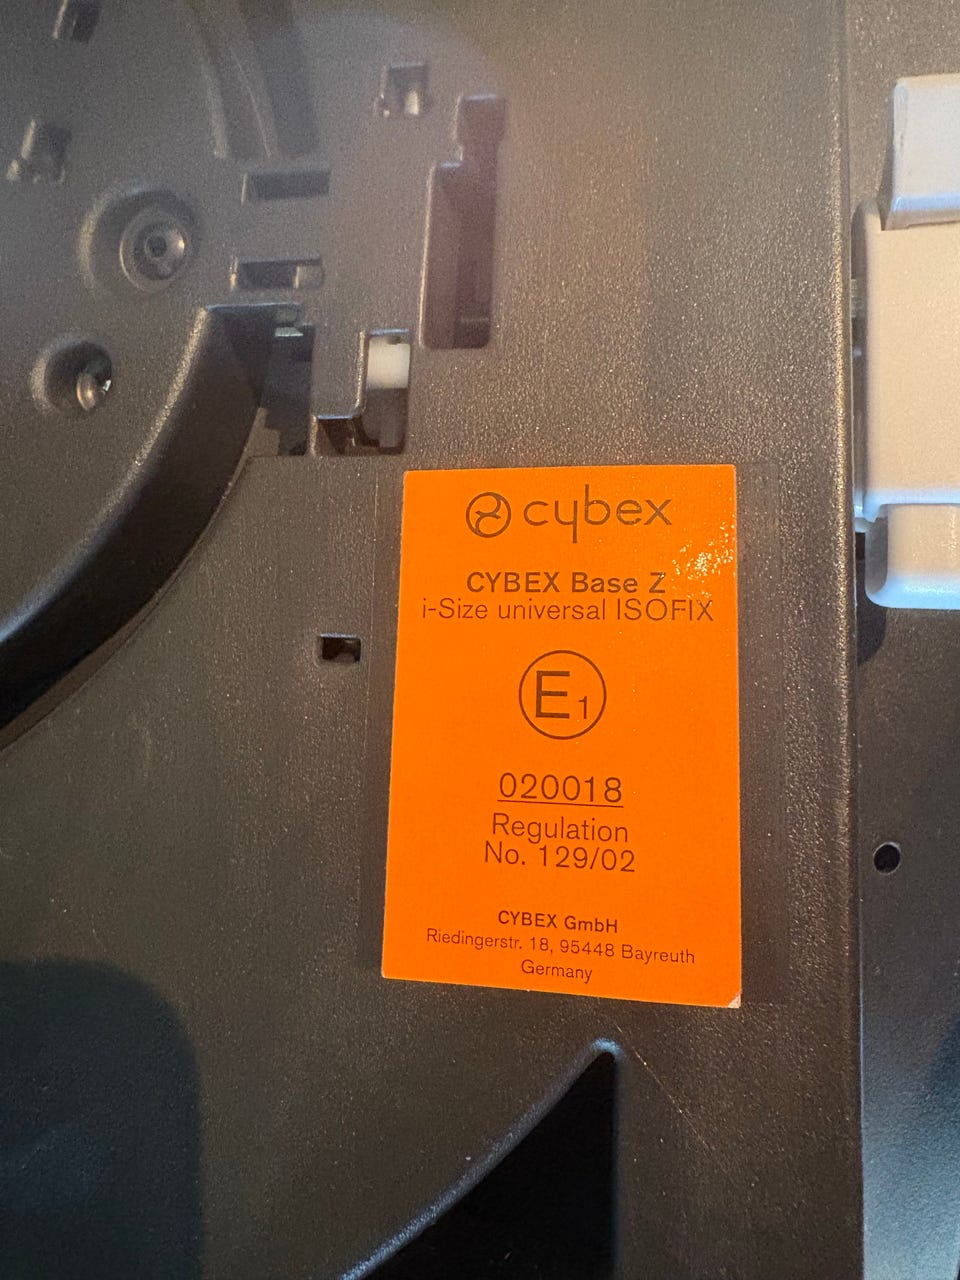 cybex
CYBEX Base Z
i-Size universal ISOFIX
E1
020018
Regulation
No. 129/02
CYBEX GmbH
Riedingerstr. 18, 95448 Bayreuth
Germany